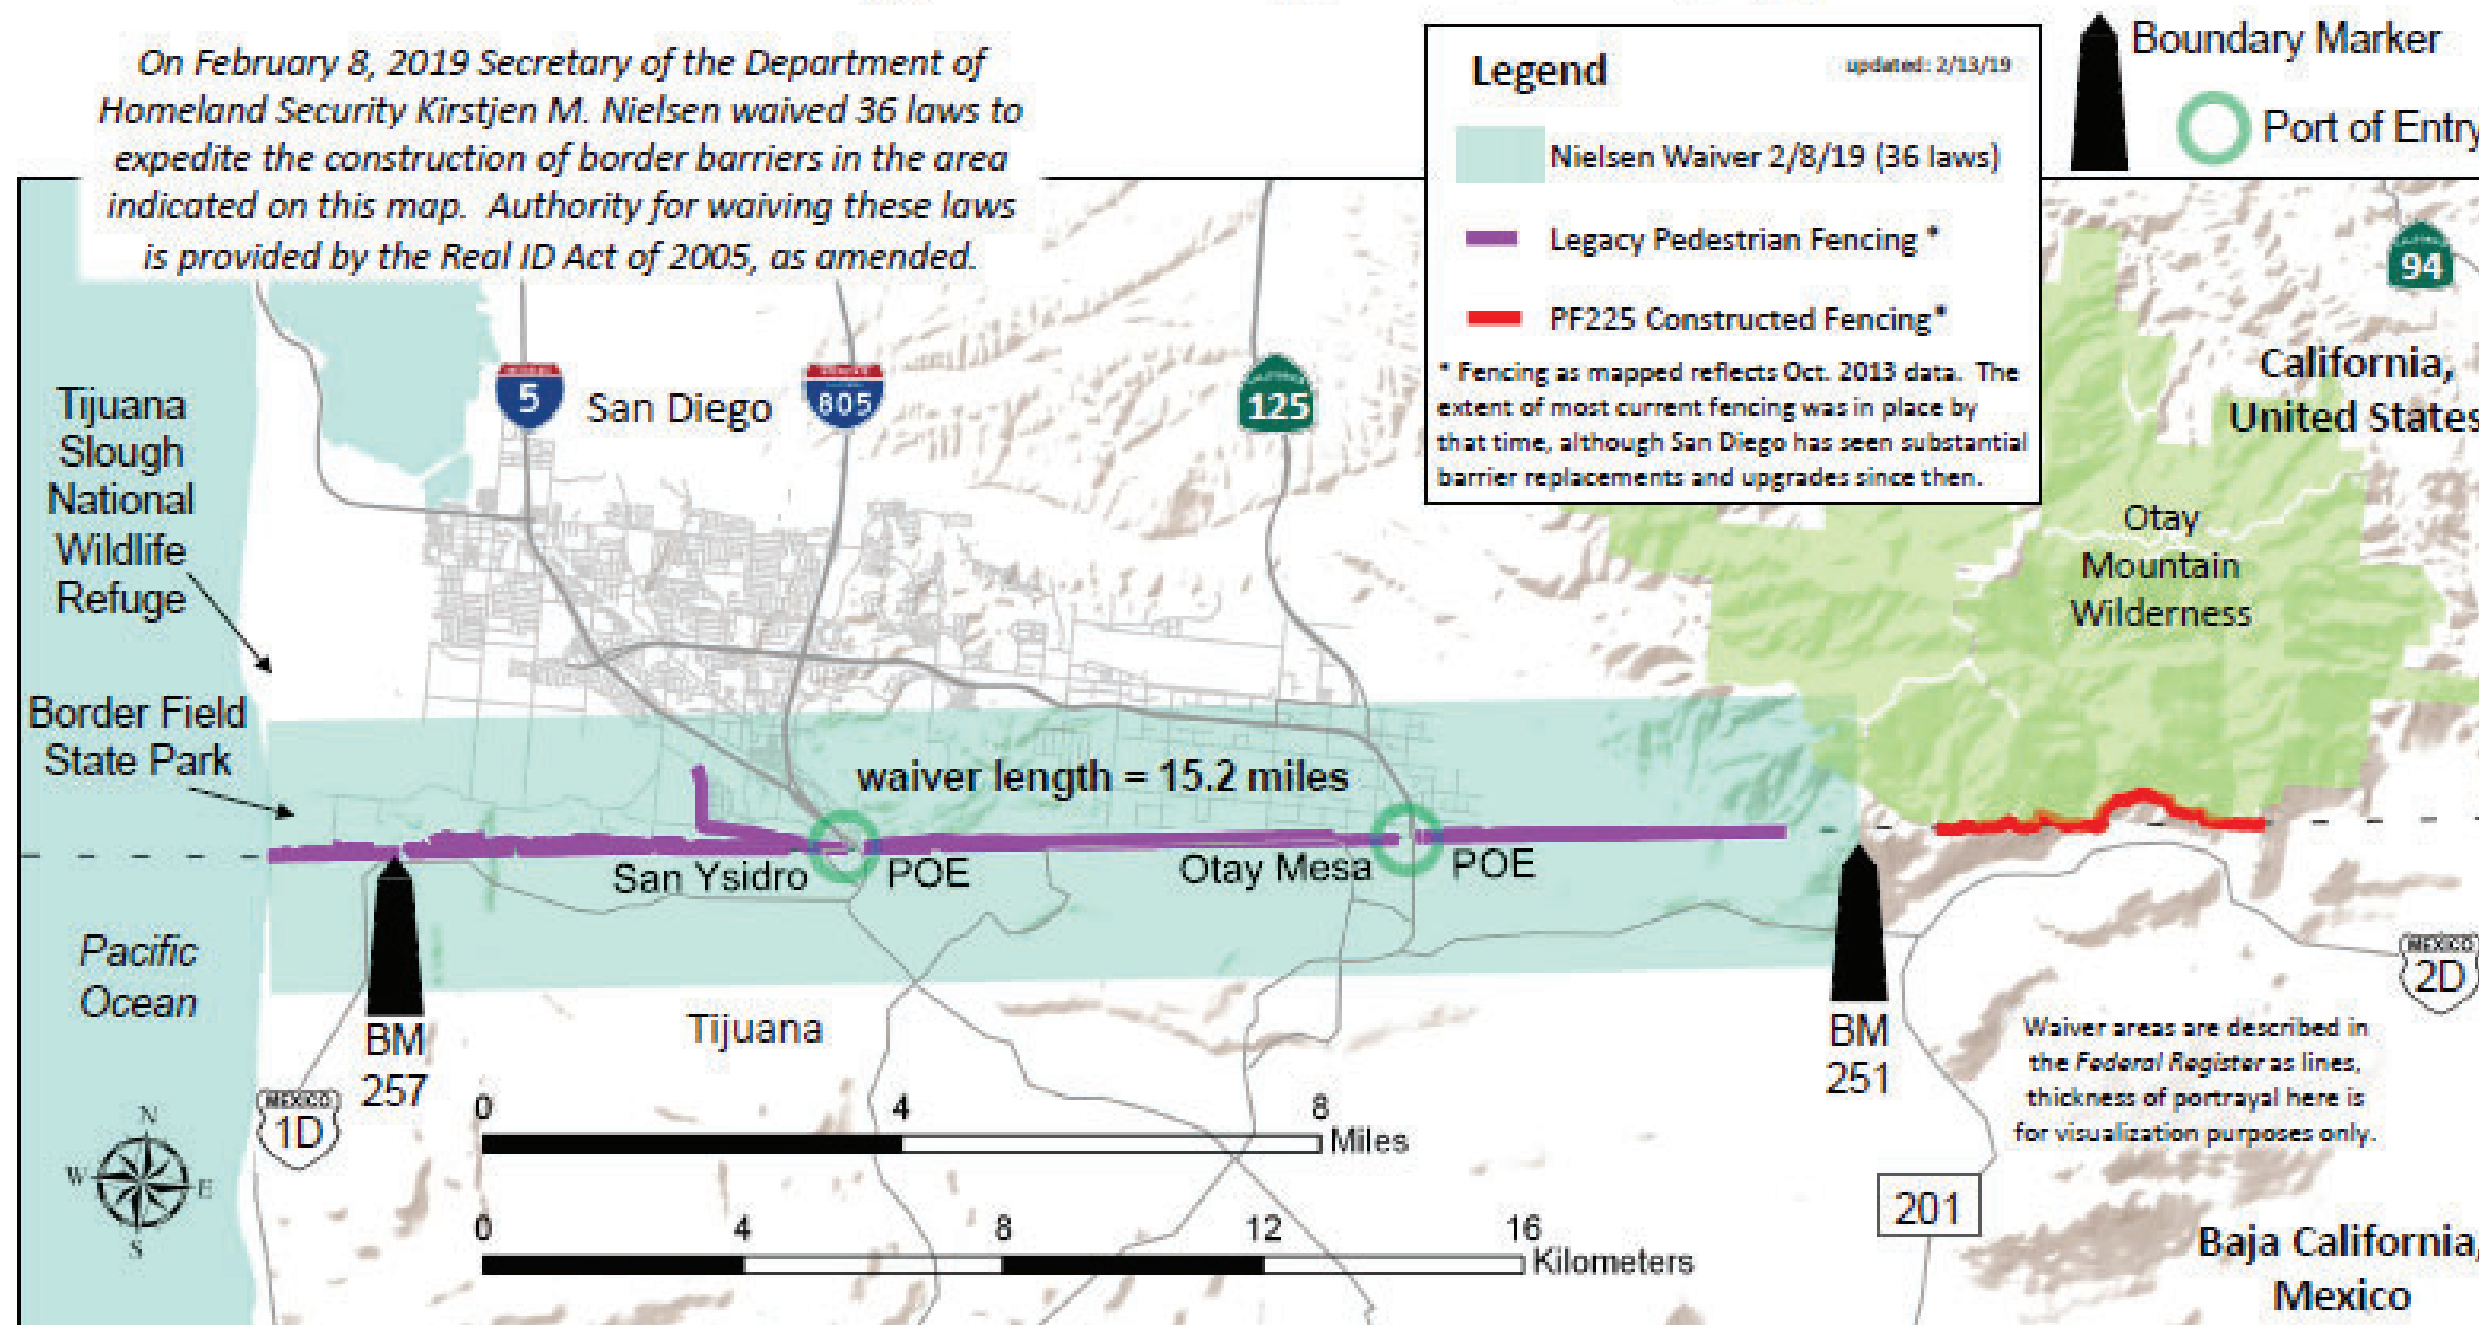 On February 8, 2019 Secretary of the Department of
Homeland Security Kirstjen M. Nielsen waived 36 laws to
expedite the construction of border barriers in the area
indicated on this map.  Authority for waiving these laws
is provided by the Real ID Act of 2005, as amended.
Legend
updated: 2/13/19
Nielsen Waiver 2/8/19 (36 laws)
Legacy Pedestrian Fencing *
PF225 Constructed Fencing*
* Fencing as mapped reflects Oct. 2013 data.  The
extent of most current fencing was in place by
that time, although San Diego has seen substantial
barrier replacements and upgrades since then.
Boundary Marker
Port of Entry
94
California,
United States
5
San Diego
805
125
Tijuana
Slough
National
Wildlife
Refuge
Otay
Mountain
Wilderness
Border Field
State Park
waiver length = 15.2 miles
San Ysidro
POE
Otay Mesa
POE
Pacific
Ocean
BM
257
Tijuana
BM
251
MEXICO
2D
Waiver areas are described in
the Federal Register as lines,
thickness of portrayal here is
for visualization purposes only.
MEXICO
1D
N
W
E
S
0
4
8
Miles
0
4
8
12
16
Kilometers
201
Baja California,
Mexico